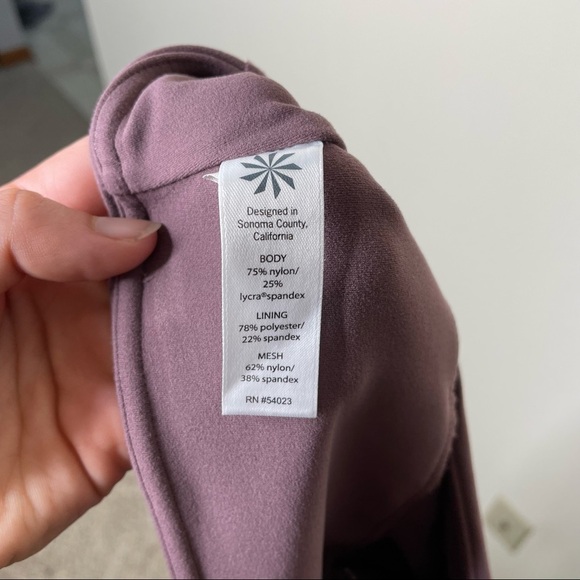 Designed in
Sonoma County,
California
BODY
75% nylon/
25%
lycra®spandex
LINING
78% polyester/
22% spandex
MESH
62% nylon/
38% spandex
RN #54023